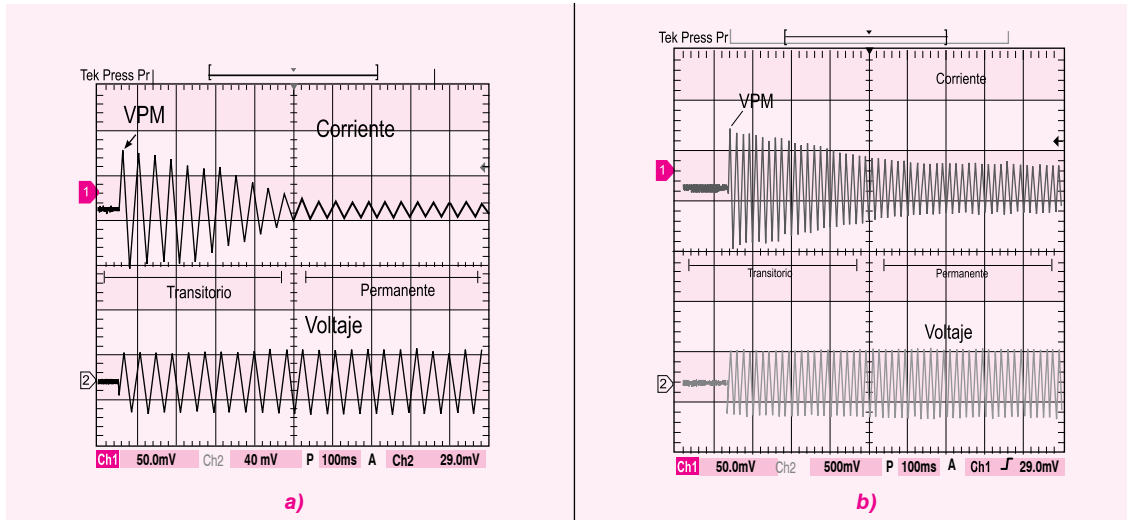 Tek Press Pr
VPM
Corriente
1
Transitorio
Permanente
Voltaje
2
Ch1 50.0mV Ch2 40 mV P 100ms A Ch2 29.0mV
a)
Tek Press Pr
Corriente
VPM
1
Transitorio
Permanente
Voltaje
2
Ch1 50.0mV Ch2 500mV P 100ms A Gh1 29.0mV
b)